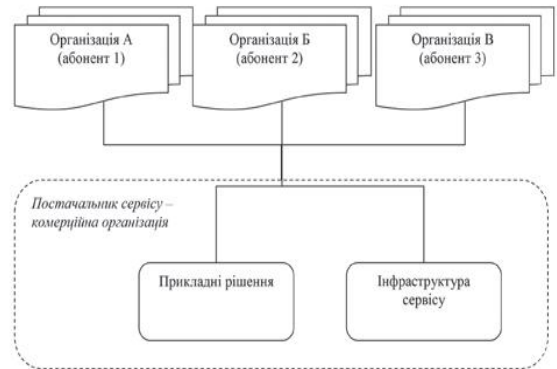 Організація А
(абонент 1)
Організація Б
(абонент 2)
Організація В
(абонент 3)
Постачальник сервісу –
комерційна організація
Прикладні рішення
Інфраструктура
сервісу